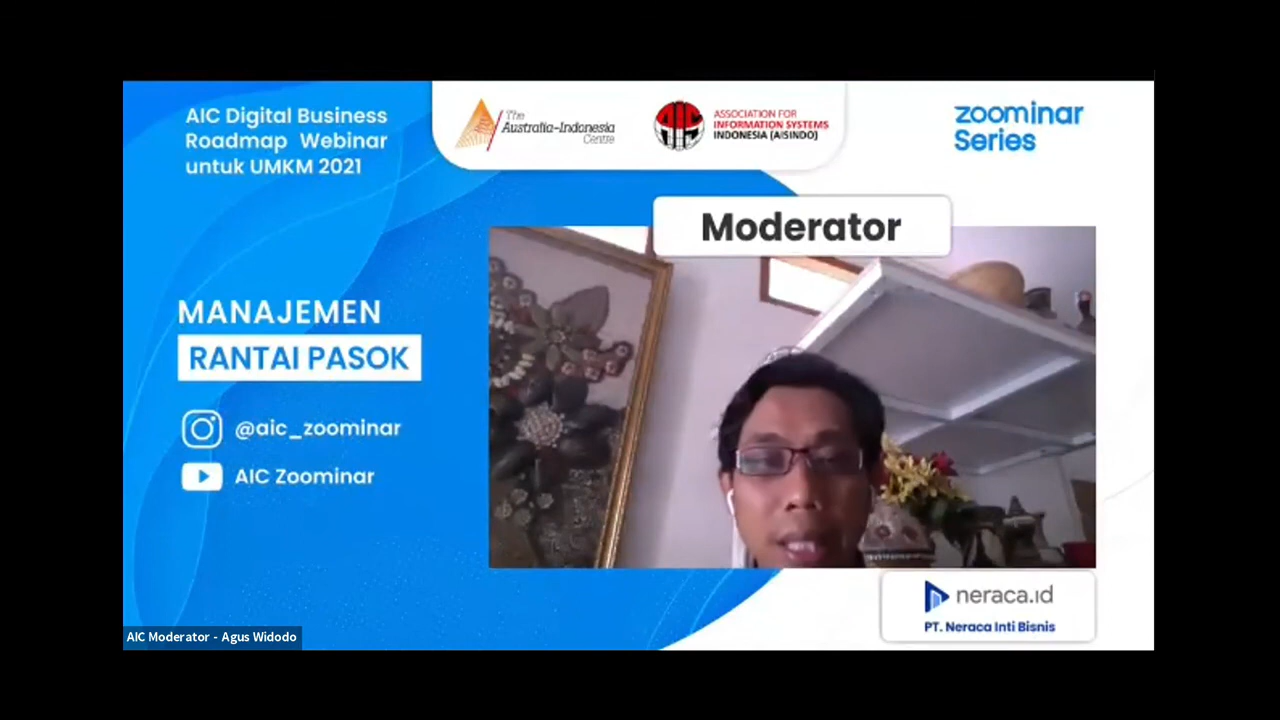 AIC Digital Business
Roadmap Webinar
untuk UMKM 2021
The
Australia-Indonesia
Centre
AIS
ASSOCIATION FOR
INFORMATION SYSTEMS
INDONESIA (AISINDO)
zoominar
Series
Moderator
MANAJEMEN
RANTAI PASOK
@aic_zoominar
AIC Zoominar
neraca.id
PT. Neraca Inti Bisnis
AIC Moderator - Agus Widodo